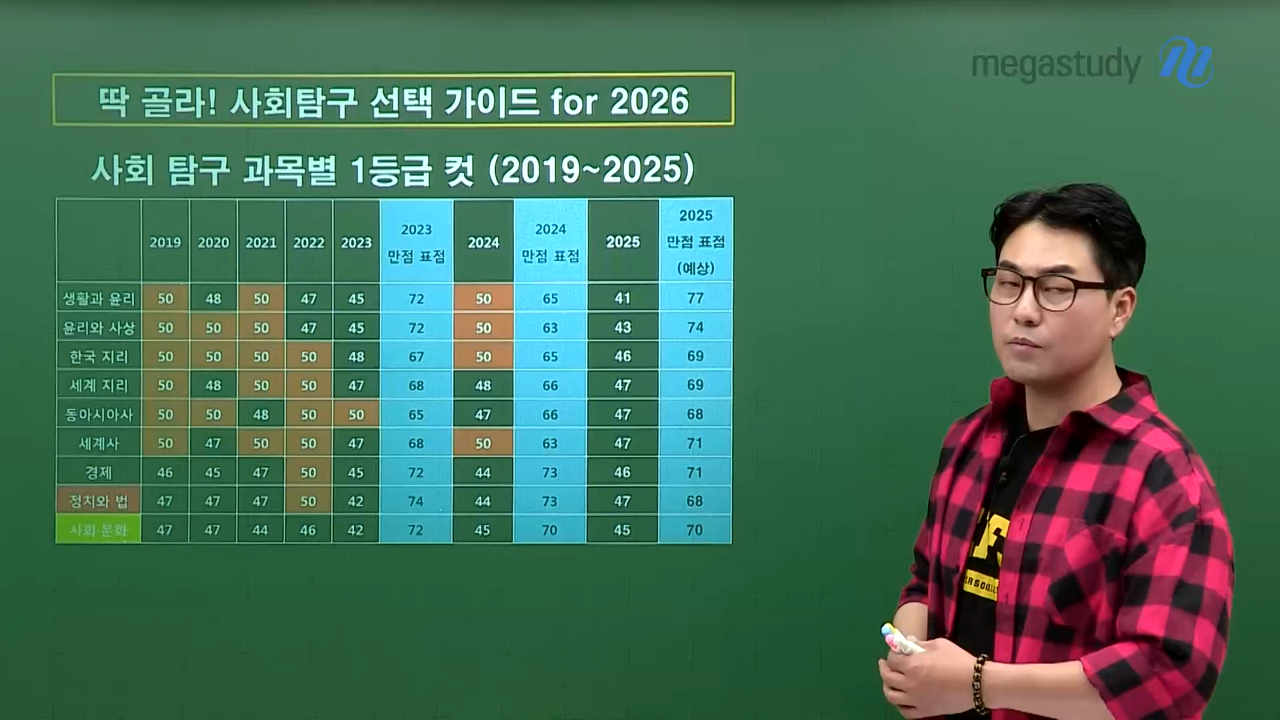 megastudy
딱 골라! 사회탐구 선택 가이드 for 2026
사회 탐구 과목별 1등급 컷 (2019~2025)
2019 2020 2021 2022 2023 2023 만점 표점 2024 2024 만점 표점 2025 2025 만점 표점 (예상)
생활과 윤리 50 48 50 47 45 72 50 65 41 77
윤리와 사상 50 50 50 47 45 72 50 63 43 74
한국 지리 50 50 50 50 48 67 50 65 46 69
세계 지리 50 48 50 50 47 68 48 66 47 69
동아시아사 50 50 48 50 50 65 47 66 47 68
세계사 50 47 50 50 47 68 50 63 47 71
경제 46 45 47 50 45 72 44 73 46 71
정치와 법 47 47 47 50 42 74 44 73 47 68
사회 문화 47 47 44 46 42 72 45 70 45 70